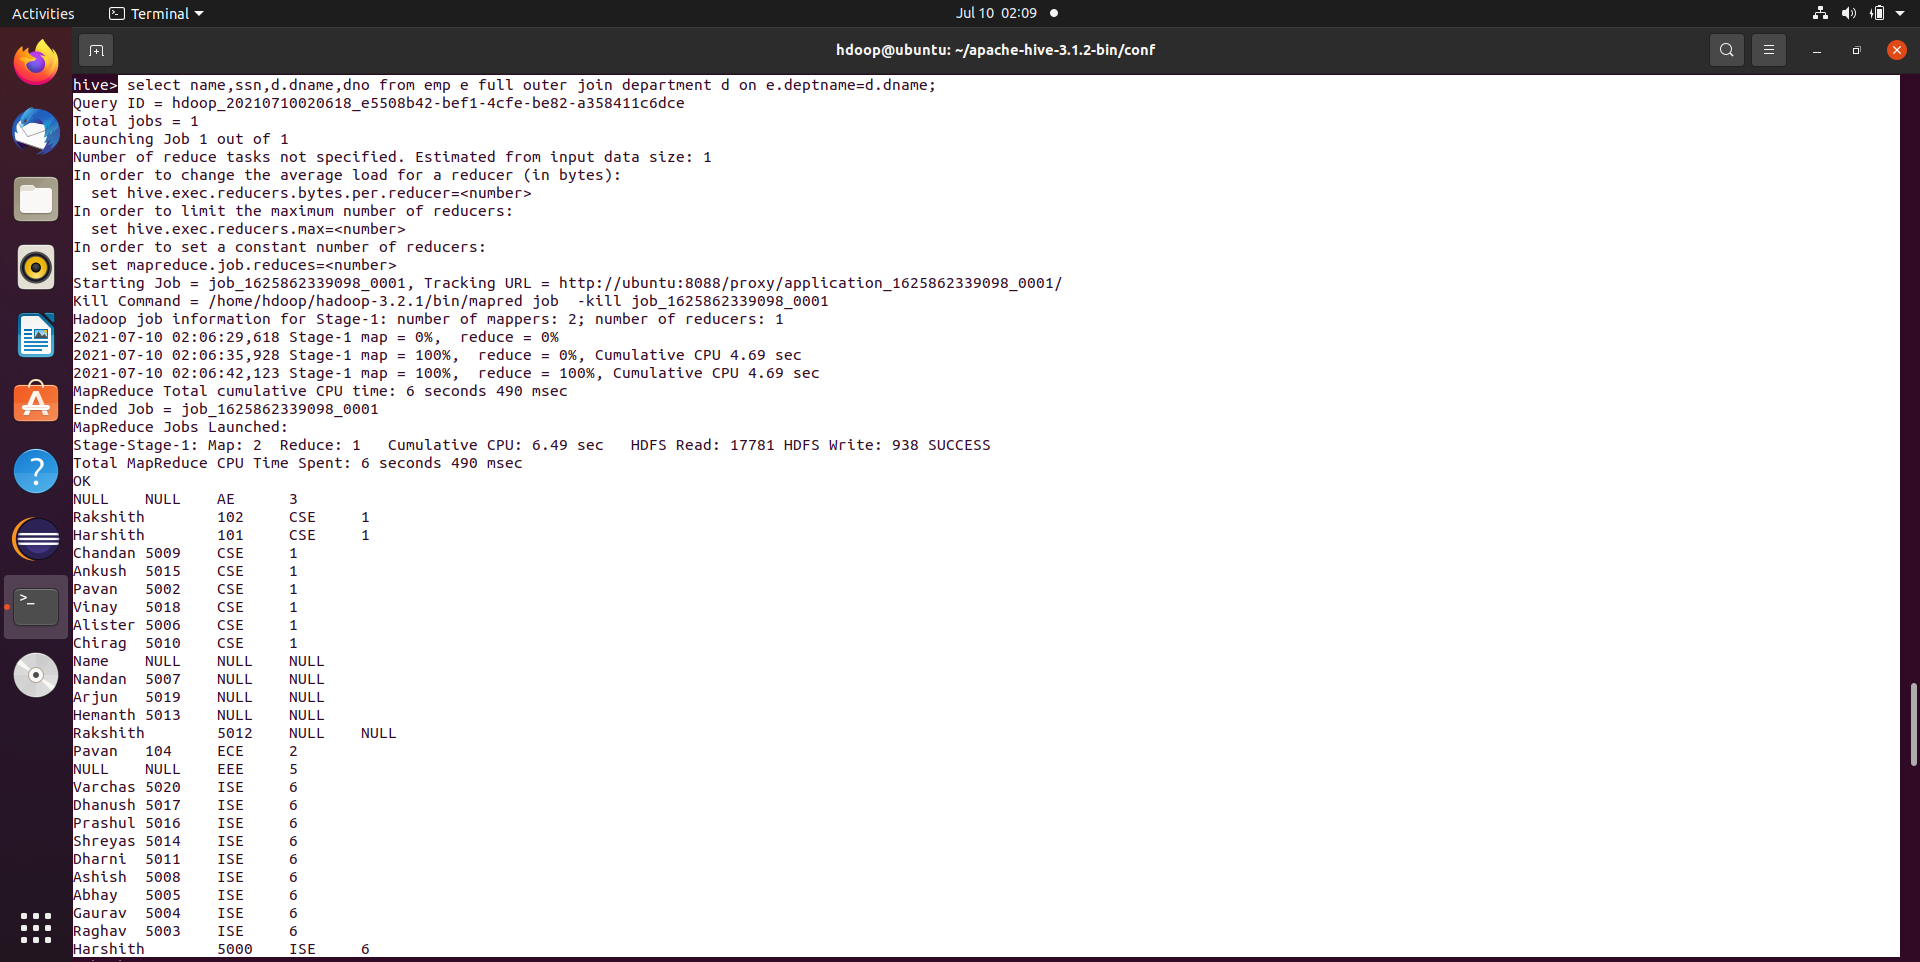 Activities Terminal Jul 10 02:09
hdoop@ubuntu: ~/apache-hive-3.1.2-bin/conf
hive> select name,ssn,d.dname,dno from emp e full outer join department d on e.deptname=d.dname;
Query ID = hdoop_20210710020618_e5508b42-bef1-4cfe-be82-a358411c6dce
Total jobs = 1
Launching Job 1 out of 1
Number of reduce tasks not specified. Estimated from input data size: 1
In order to change the average load for a reducer (in bytes):
  set hive.exec.reducers.bytes.per.reducer=<number>
In order to limit the maximum number of reducers:
  set hive.exec.reducers.max=<number>
In order to set a constant number of reducers:
  set mapreduce.job.reduces=<number>
Starting Job = job_1625862339098_0001, Tracking URL = http://ubuntu:8088/proxy/application_1625862339098_0001/
Kill Command = /home/hdoop/hadoop-3.2.1/bin/mapred job  -kill job_1625862339098_0001
Hadoop job information for Stage-1: number of mappers: 2; number of reducers: 1
2021-07-10 02:06:29,618 Stage-1 map = 0%,  reduce = 0%
2021-07-10 02:06:35,928 Stage-1 map = 100%,  reduce = 0%, Cumulative CPU 4.69 sec
2021-07-10 02:06:42,123 Stage-1 map = 100%,  reduce = 100%, Cumulative CPU 4.69 sec
MapReduce Total cumulative CPU time: 6 seconds 490 msec
Ended Job = job_1625862339098_0001
MapReduce Jobs Launched:
Stage-Stage-1: Map: 2  Reduce: 1   Cumulative CPU: 6.49 sec   HDFS Read: 17781 HDFS Write: 938 SUCCESS
Total MapReduce CPU Time Spent: 6 seconds 490 msec
OK
NULL    NULL    AE      3
Rakshith        102     CSE     1
Harshith        101     CSE     1
Chandan 5009    CSE     1
Ankush  5015    CSE     1
Pavan   5002    CSE     1
Vinay   5018    CSE     1
Alister 5006    CSE     1
Chirag  5010    CSE     1
Name    NULL    NULL    NULL
Nandan  5007    NULL    NULL
Arjun   5019    NULL    NULL
Hemanth 5013    NULL    NULL
Rakshith        5012    NULL    NULL
Pavan   104     ECE     2
NULL    NULL    EEE     5
Varchas 5020    ISE     6
Dhanush 5017    ISE     6
Prashul 5016    ISE     6
Shreyas 5014    ISE     6
Dharni  5011    ISE     6
Ashish  5008    ISE     6
Abhay   5005    ISE     6
Gaurav  5004    ISE     6
Raghav  5003    ISE     6
Harshith        5000    ISE     6